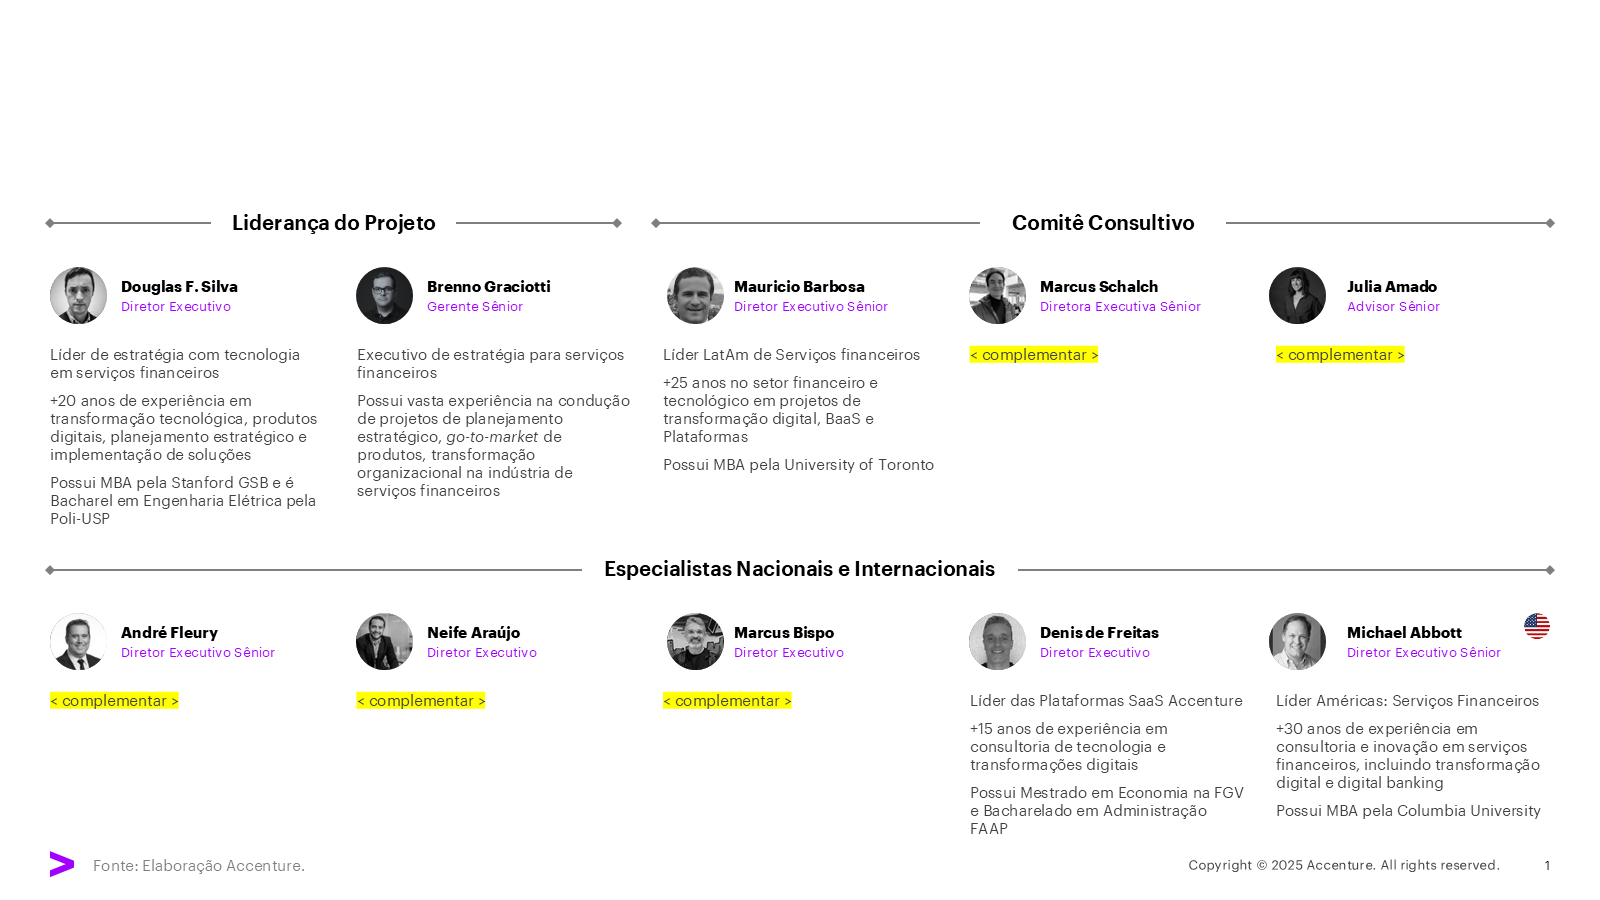 Liderança do Projeto
Comitê Consultivo
Douglas F. Silva
Diretor Executivo
Líder de estratégia com tecnologia
em serviços financeiros
+20 anos de experiência em
transformação tecnológica, produtos
digitais, planejamento estratégico e
implementação de soluções
Possui MBA pela Stanford GSB e é
Bacharel em Engenharia Elétrica pela
Poli-USP
Brenno Graciotti
Gerente Sênior
Executivo de estratégia para serviços
financeiros
Possui vasta experiência na condução
de projetos de planejamento
estratégico, go-to-market de
produtos, transformação
organizacional na indústria de
serviços financeiros
Mauricio Barbosa
Diretor Executivo Sênior
Líder LatAm de Serviços financeiros
+25 anos no setor financeiro e
tecnológico em projetos de
transformação digital, BaaS e
Plataformas
Possui MBA pela University of Toronto
Marcus Schalch
Diretora Executiva Sênior
< complementar >
Julia Amado
Advisor Sênior
< complementar >
Especialistas Nacionais e Internacionais
André Fleury
Diretor Executivo Sênior
< complementar >
Neife Araújo
Diretor Executivo
< complementar >
Marcus Bispo
Diretor Executivo
< complementar >
Denis de Freitas
Diretor Executivo
Líder das Plataformas SaaS Accenture
+15 anos de experiência em
consultoria de tecnologia e
transformações digitais
Possui Mestrado em Economia na FGV
e Bacharelado em Administração
FAAP
Michael Abbott
Diretor Executivo Sênior
Líder Américas: Serviços Financeiros
+30 anos de experiência em
consultoria e inovação em serviços
financeiros, incluindo transformação
digital e digital banking
Possui MBA pela Columbia University
Fonte: Elaboração Accenture.
Copyright © 2025 Accenture. All rights reserved.
1